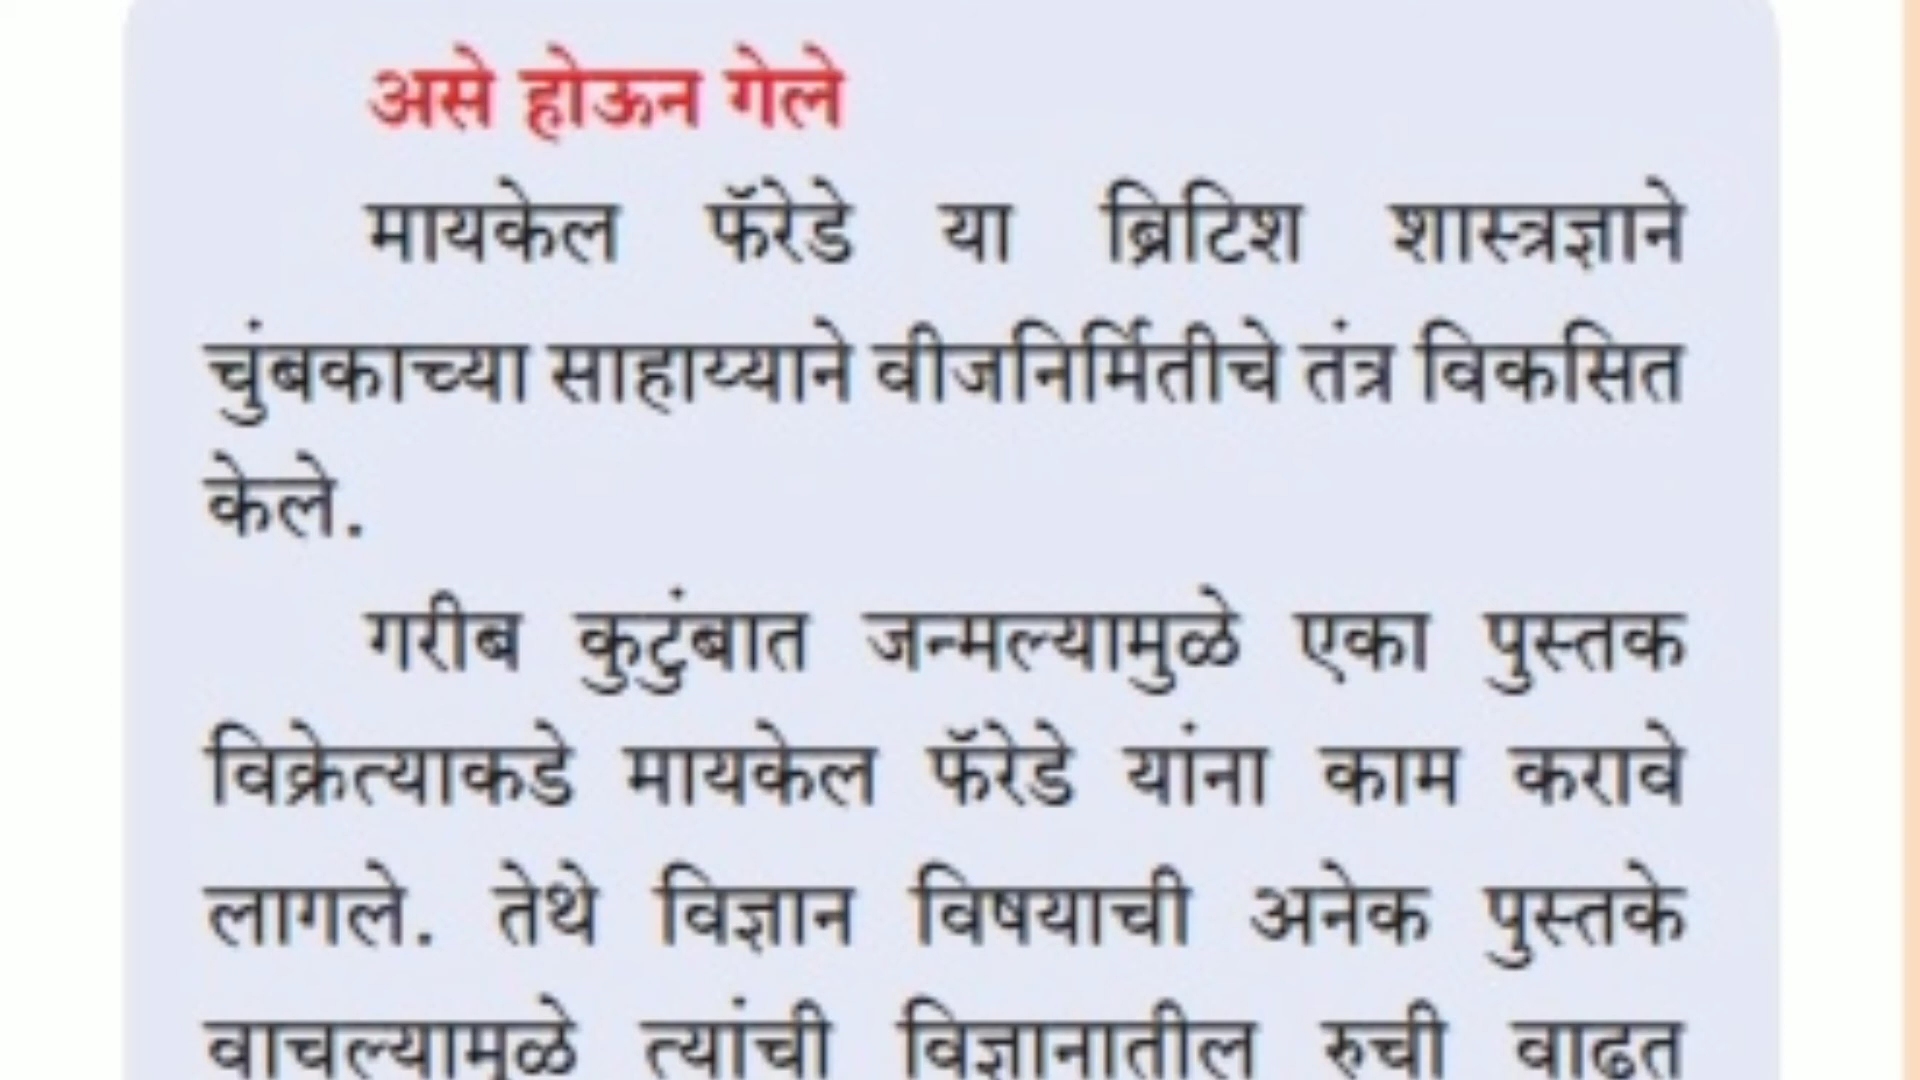 असे होऊन गेले
मायकेल फॅरेडे या ब्रिटिश शास्त्रज्ञाने
चुंबकाच्या साहाय्याने वीजनिर्मितीचे तंत्र विकसित
केले.
गरीब कुटुंबात जन्मल्यामुळे एका पुस्तक
विक्रेत्याकडे मायकेल फॅरेडे यांना काम करावे
लागले. तेथे विज्ञान विषयाची अनेक पुस्तके
वाचल्यामुळे त्यांची विज्ञानातील रुची वाढत